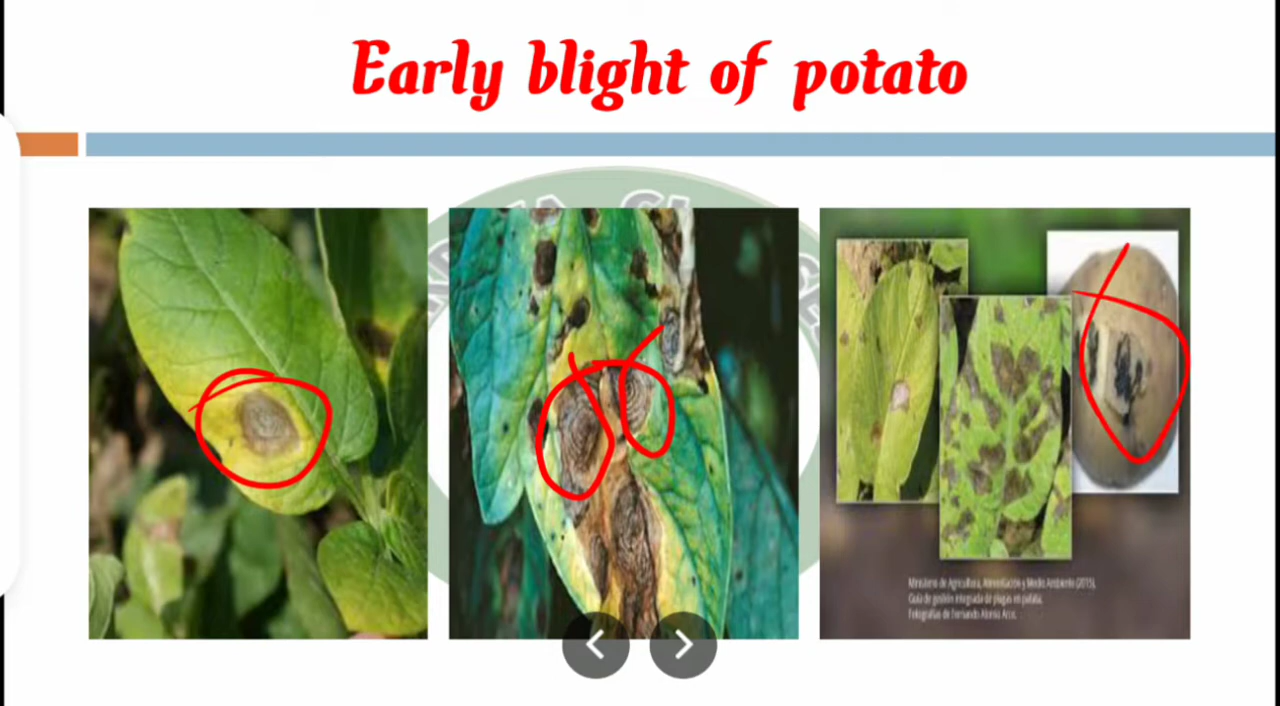 Early blight of potato
Ministerio de Agricultura, Alimentación y Medio Ambiente (2015).
Guía de gestión integrada de plagas en patata.
Fotografías de Fernando Alonso Arce.